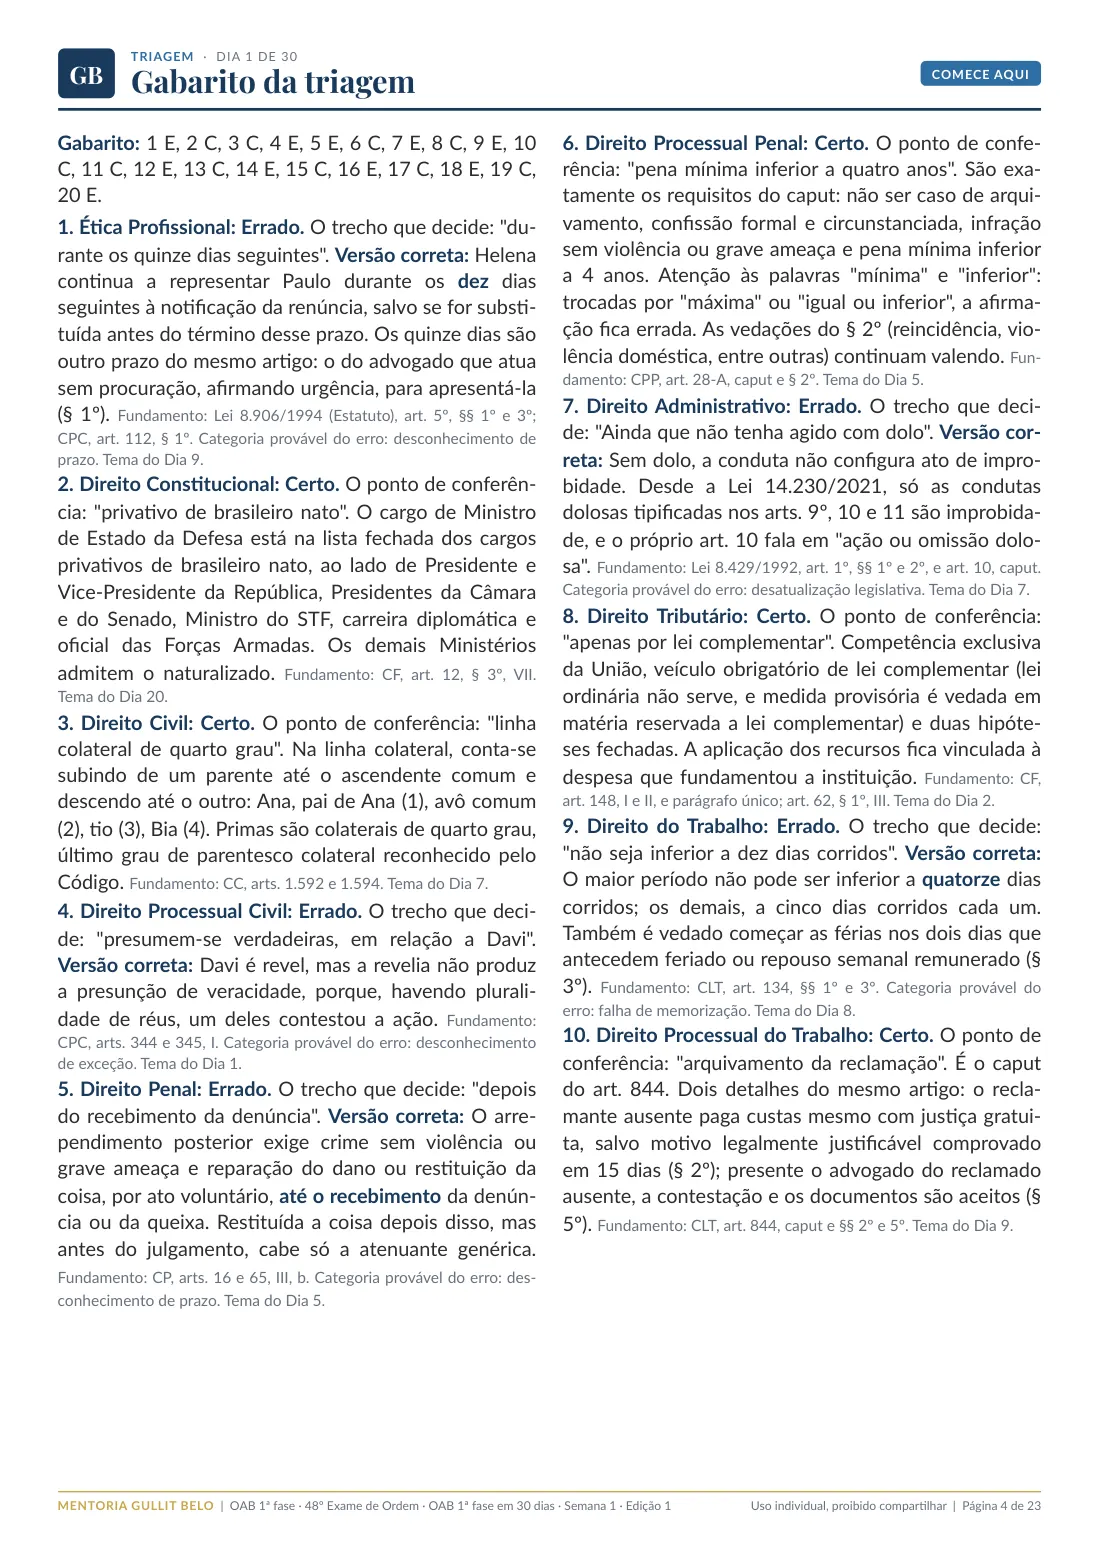 GB
TRIAGEM · DIA 1 DE 30
Gabarito da triagem
COMECE AQUI
Gabarito: 1 E, 2 C, 3 C, 4 E, 5 E, 6 C, 7 E, 8 C, 9 E, 10
C, 11 C, 12 E, 13 C, 14 E, 15 C, 16 E, 17 C, 18 E, 19 C,
20 E.
1. Ética Profissional: Errado. O trecho que decide: "du-
rante os quinze dias seguintes". Versão correta: Helena
continua a representar Paulo durante os dez dias
seguintes à notificação da renúncia, salvo se for substi-
tuída antes do término desse prazo. Os quinze dias são
outro prazo do mesmo artigo: o do advogado que atua
sem procuração, afirmando urgência, para apresentá-la
(§ 1º). Fundamento: Lei 8.906/1994 (Estatuto), art. 5º, §§ 1º e 3º;
CPC, art. 112, § 1º. Categoria provável do erro: desconhecimento de
prazo. Tema do Dia 9.
2. Direito Constitucional: Certo. O ponto de conferên-
cia: "privativo de brasileiro nato". O cargo de Ministro
de Estado da Defesa está na lista fechada dos cargos
privativos de brasileiro nato, ao lado de Presidente e
Vice-Presidente da República, Presidentes da Câmara
e do Senado, Ministro do STF, carreira diplomática e
oficial das Forças Armadas. Os demais Ministérios
admitem o naturalizado. Fundamento: CF, art. 12, § 3º, VII.
Tema do Dia 20.
3. Direito Civil: Certo. O ponto de conferência: "linha
colateral de quarto grau". Na linha colateral, conta-se
subindo de um parente até o ascendente comum e
descendo até o outro: Ana, pai de Ana (1), avô comum
(2), tio (3), Bia (4). Primas são colaterais de quarto grau,
último grau de parentesco colateral reconhecido pelo
Código. Fundamento: CC, arts. 1.592 e 1.594. Tema do Dia 7.
4. Direito Processual Civil: Errado. O trecho que deci-
de: "presumem-se verdadeiras, em relação a Davi".
Versão correta: Davi é revel, mas a revelia não produz
a presunção de veracidade, porque, havendo plurali-
dade de réus, um deles contestou a ação. Fundamento:
CPC, arts. 344 e 345, I. Categoria provável do erro: desconhecimento
de exceção. Tema do Dia 1.
5. Direito Penal: Errado. O trecho que decide: "depois
do recebimento da denúncia". Versão correta: O arre-
pendimento posterior exige crime sem violência ou
grave ameaça e reparação do dano ou restituição da
coisa, por ato voluntário, até o recebimento da denún-
cia ou da queixa. Restituída a coisa depois disso, mas
antes do julgamento, cabe só a atenuante genérica.
Fundamento: CP, arts. 16 e 65, III, b. Categoria provável do erro: des-
conhecimento de prazo. Tema do Dia 5.
6. Direito Processual Penal: Certo. O ponto de confe-
rência: "pena mínima inferior a quatro anos". São exa-
tamente os requisitos do caput: não ser caso de arqui-
vamento, confissão formal e circunstanciada, infração
sem violência ou grave ameaça e pena mínima inferior
a 4 anos. Atenção às palavras "mínima" e "inferior":
trocadas por "máxima" ou "igual ou inferior", a afirma-
ção fica errada. As vedações do § 2º (reincidência, vio-
lência doméstica, entre outras) continuam valendo. Fun-
damento: CPP, art. 28-A, caput e § 2º. Tema do Dia 5.
7. Direito Administrativo: Errado. O trecho que deci-
de: "Ainda que não tenha agido com dolo". Versão cor-
reta: Sem dolo, a conduta não configura ato de impro-
bidade. Desde a Lei 14.230/2021, só as condutas
dolosas tipificadas nos arts. 9º, 10 e 11 são improbida-
de, e o próprio art. 10 fala em "ação ou omissão dolo-
sa". Fundamento: Lei 8.429/1992, art. 1º, §§ 1º e 2º, e art. 10, caput.
Categoria provável do erro: desatualização legislativa. Tema do Dia 7.
8. Direito Tributário: Certo. O ponto de conferência:
"apenas por lei complementar". Competência exclusiva
da União, veículo obrigatório de lei complementar (lei
ordinária não serve, e medida provisória é vedada em
matéria reservada a lei complementar) e duas hipóte-
ses fechadas. A aplicação dos recursos fica vinculada à
despesa que fundamentou a instituição. Fundamento: CF,
art. 148, I e II, e parágrafo único; art. 62, § 1º, III. Tema do Dia 2.
9. Direito do Trabalho: Errado. O trecho que decide:
"não seja inferior a dez dias corridos". Versão correta:
O maior período não pode ser inferior a quatorze dias
corridos; os demais, a cinco dias corridos cada um.
Também é vedado começar as férias nos dois dias que
antecedem feriado ou repouso semanal remunerado (§
3º). Fundamento: CLT, art. 134, §§ 1º e 3º. Categoria provável do
erro: falha de memorização. Tema do Dia 8.
10. Direito Processual do Trabalho: Certo. O ponto de
conferência: "arquivamento da reclamação". É o caput
do art. 844. Dois detalhes do mesmo artigo: o recla-
mante ausente paga custas mesmo com justiça gratui-
ta, salvo motivo legalmente justificável comprovado
em 15 dias (§ 2º); presente o advogado do reclamado
ausente, a contestação e os documentos são aceitos (§
5º). Fundamento: CLT, art. 844, caput e §§ 2º e 5º. Tema do Dia 9.
MENTORIA GULLIT BELO | OAB 1ª fase · 48º Exame de Ordem · OAB 1ª fase em 30 dias · Semana 1 · Edição 1
Uso individual, proibido compartilhar | Página 4 de 23